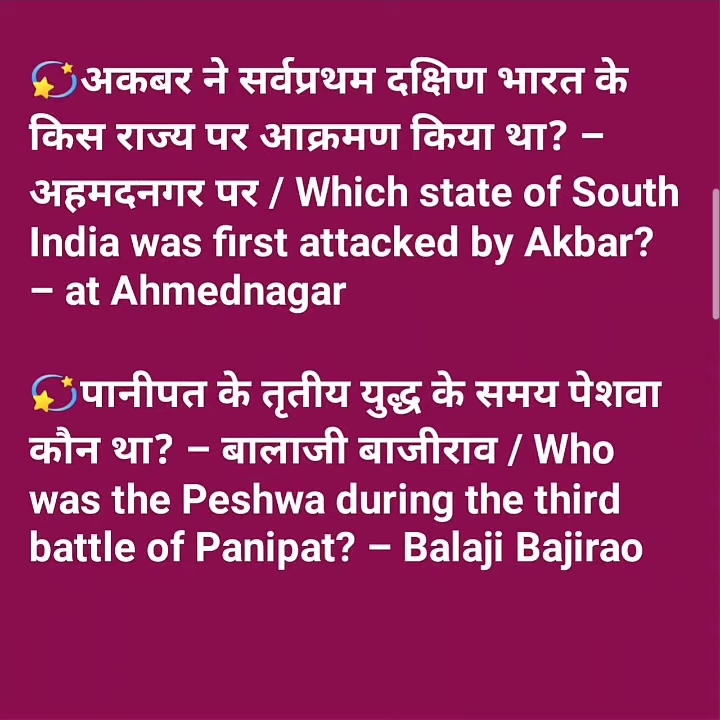 💫अकबर ने सर्वप्रथम दक्षिण भारत के
किस राज्य पर आक्रमण किया था? –
अहमदनगर पर / Which state of South
India was first attacked by Akbar?
– at Ahmednagar
💫पानीपत के तृतीय युद्ध के समय पेशवा
कौन था? – बालाजी बाजीराव / Who
was the Peshwa during the third
battle of Panipat? – Balaji Bajirao